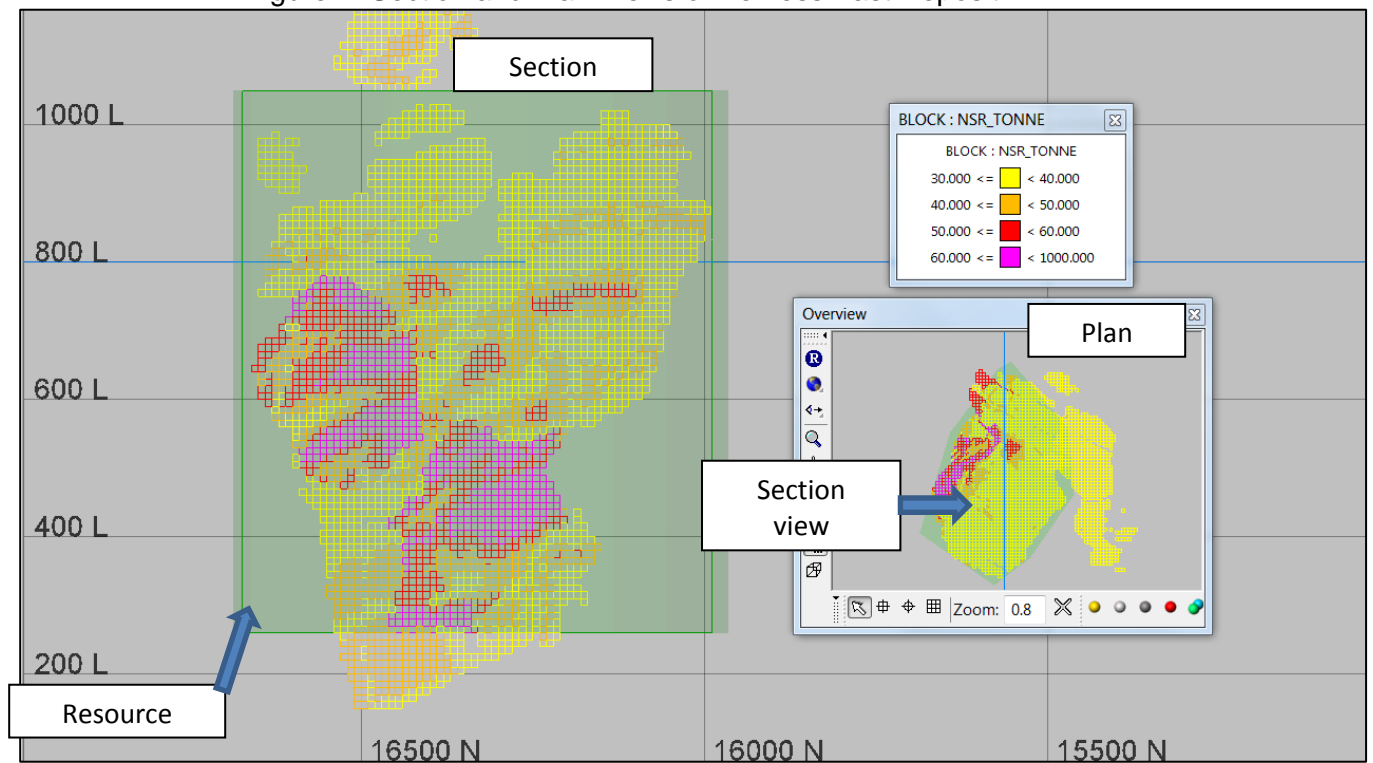 Section
1000 L
800 L
600 L
400 L
200 L
16500 N
16000 N
15500 N
Resource
BLOCK : NSR_TONNE
BLOCK : NSR_TONNE
30.000 <= < 40.000
40.000 <= < 50.000
50.000 <= < 60.000
60.000 <= < 1000.000
Overview
Plan
R
Section
view
Zoom: 0.8